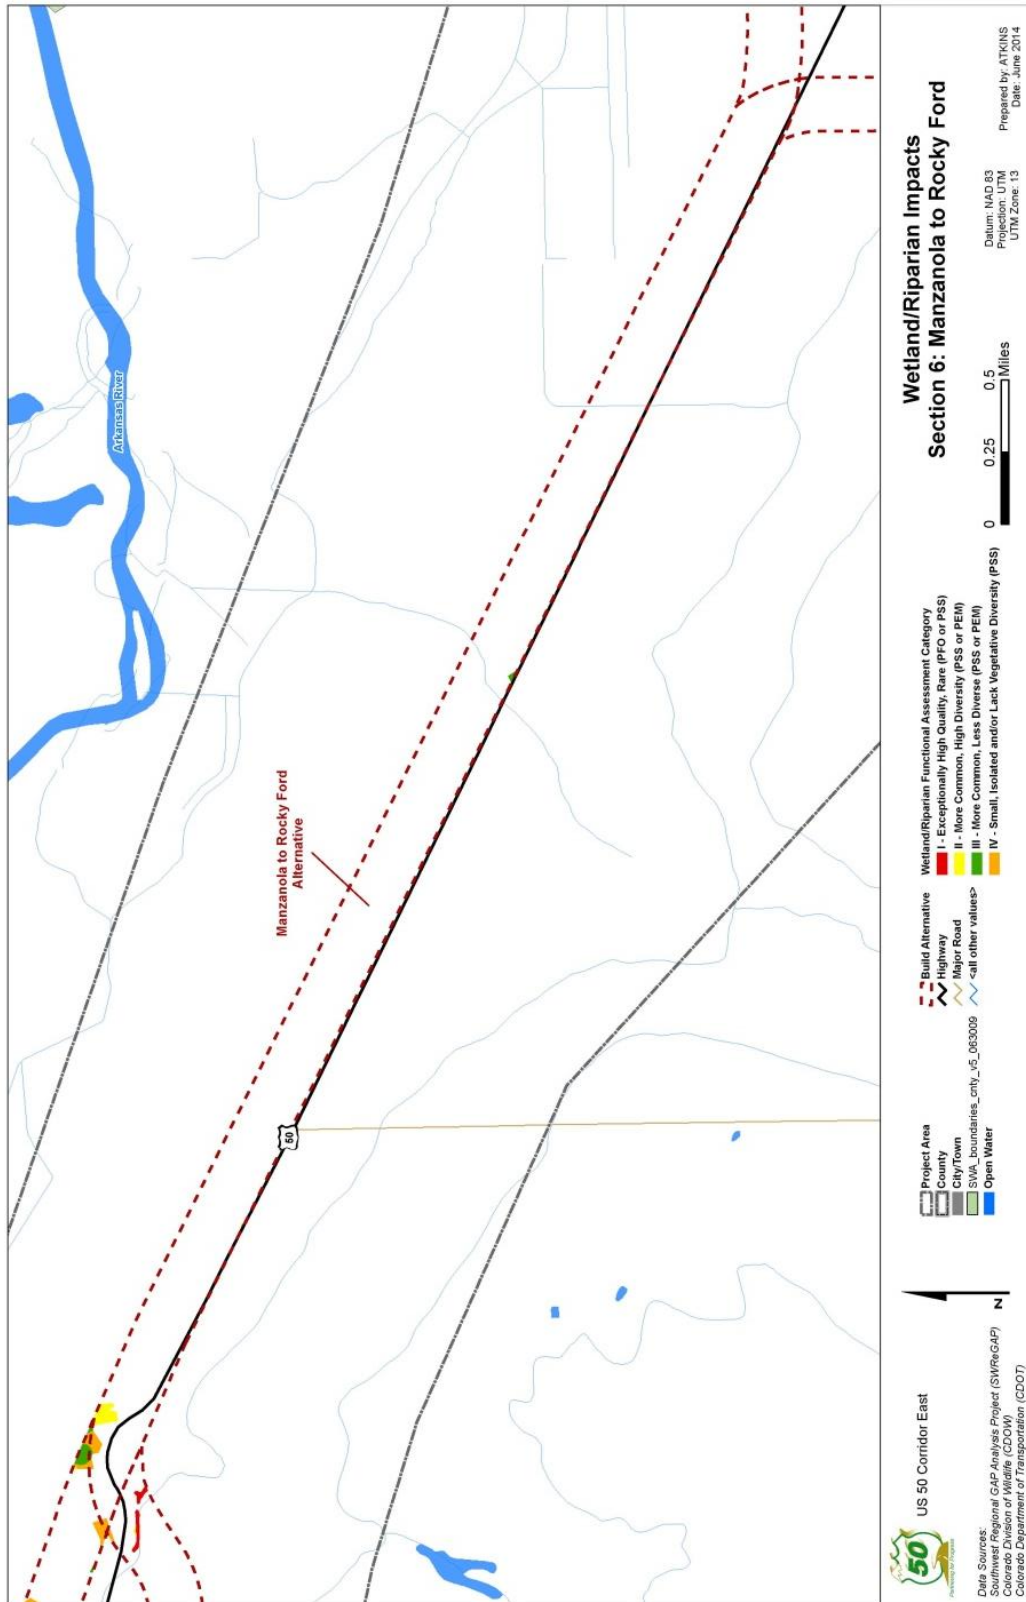 Arkansas River
Manzanola to Rocky Ford
Alternative
50
50
US 50 Corridor East
Data Sources:
Southwest Regional GAP Analysis Project (SWReGAP)
Colorado Division of Wildlife (CDOW)
Colorado Department of Transportation (CDOT)
N
Project Area
County
City/Town
SWA_boundaries_cnty_v5_063009
Open Water
Build Alternative
Highway
Major Road
<all other values>
Wetland/Riparian Functional Assessment Category
I - Exceptionally High Quality, Rare (PFO or PSS)
II - More Common, High Diversity (PSS or PEM)
III - More Common, Less Diverse (PSS or PEM)
IV - Small, Isolated and/or Lack Vegetative Diversity (PSS)
Wetland/Riparian Impacts
Section 6: Manzanola to Rocky Ford
0 0.25 0.5
Miles
Datum: NAD 83
Projection: UTM
UTM Zone: 13
Prepared by: ATKINS
Date: June 2014